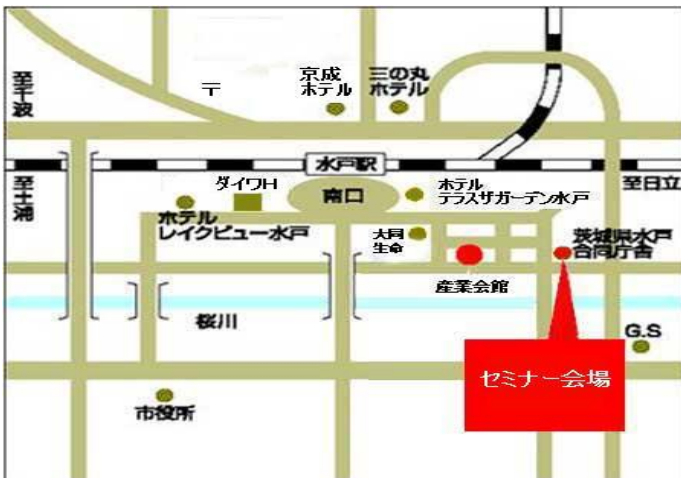 至千波
〒
京成
ホテル
三の丸
ホテル
水戸駅
至土浦
ダイワH
南口
ホテル
テラスザガーデン水戸
至日立
ホテル
レイクビュー水戸
大同
生命
茨城県水戸
合同庁舎
産業会館
桜川
G.S
セミナー会場
市役所